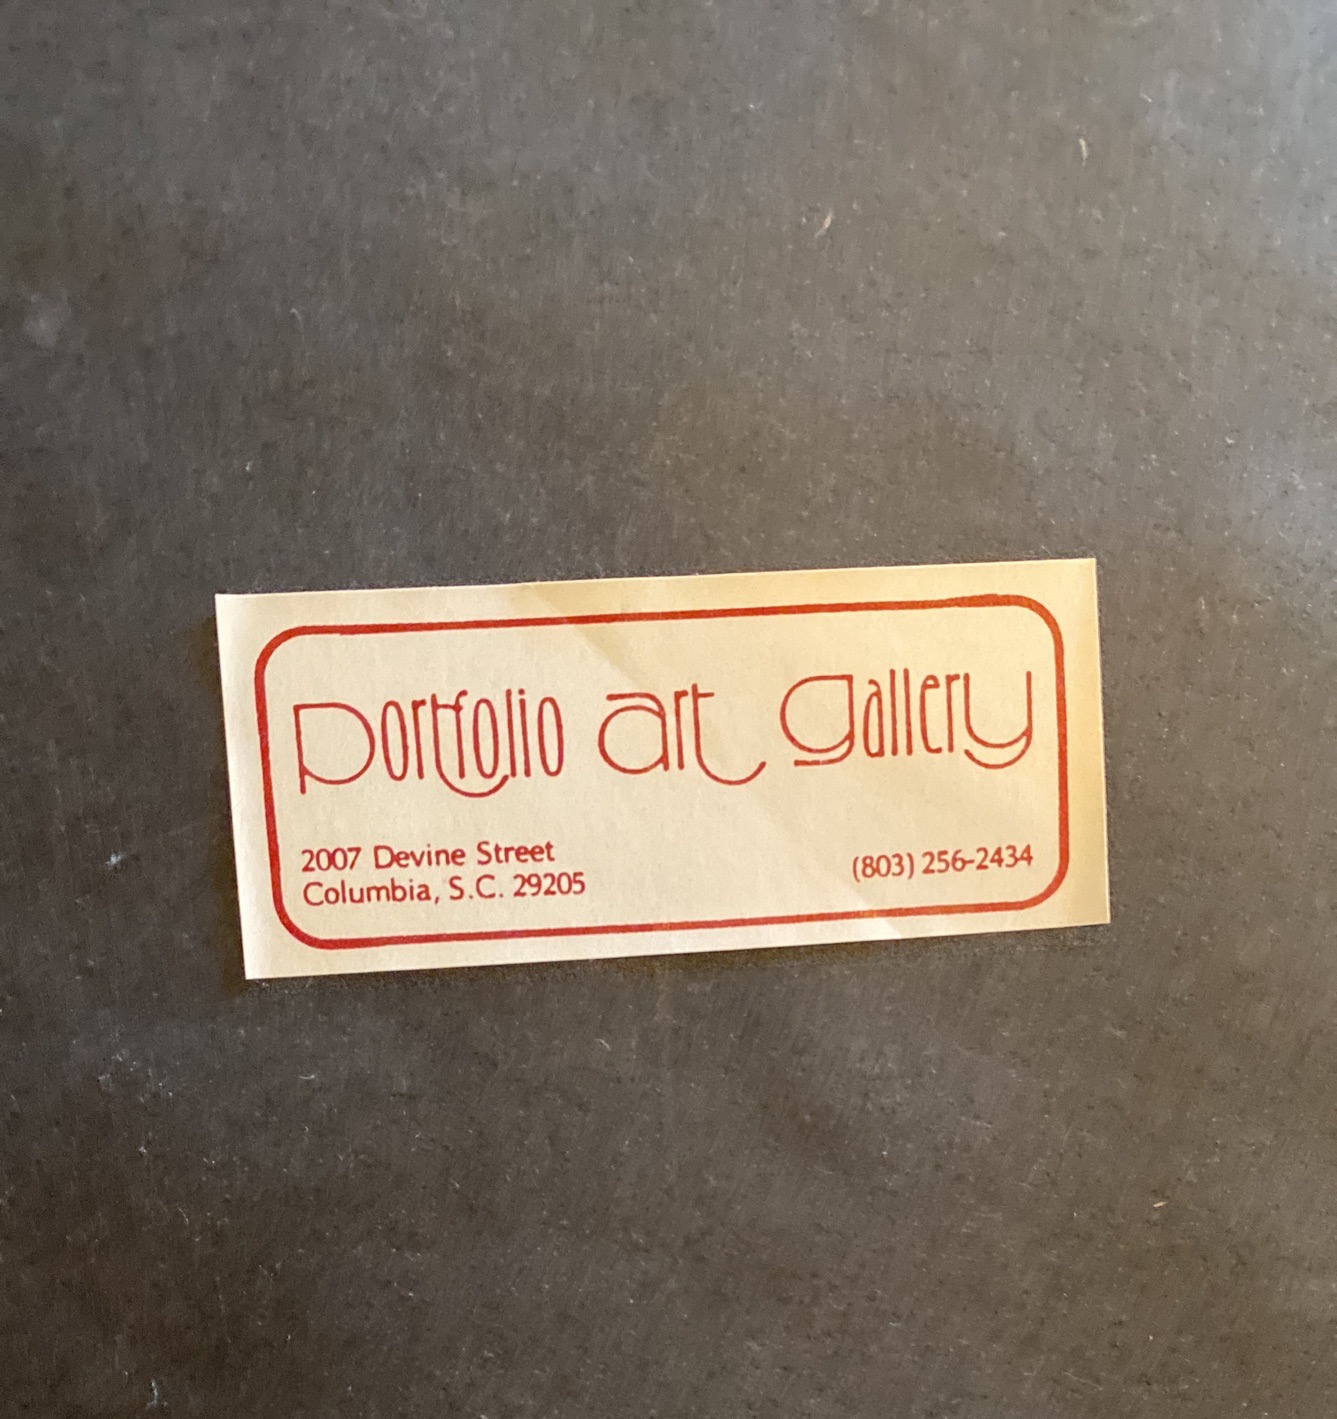 Portfolio art gallery
2007 Devine Street
Columbia, S.C. 29205
(803) 256-2434